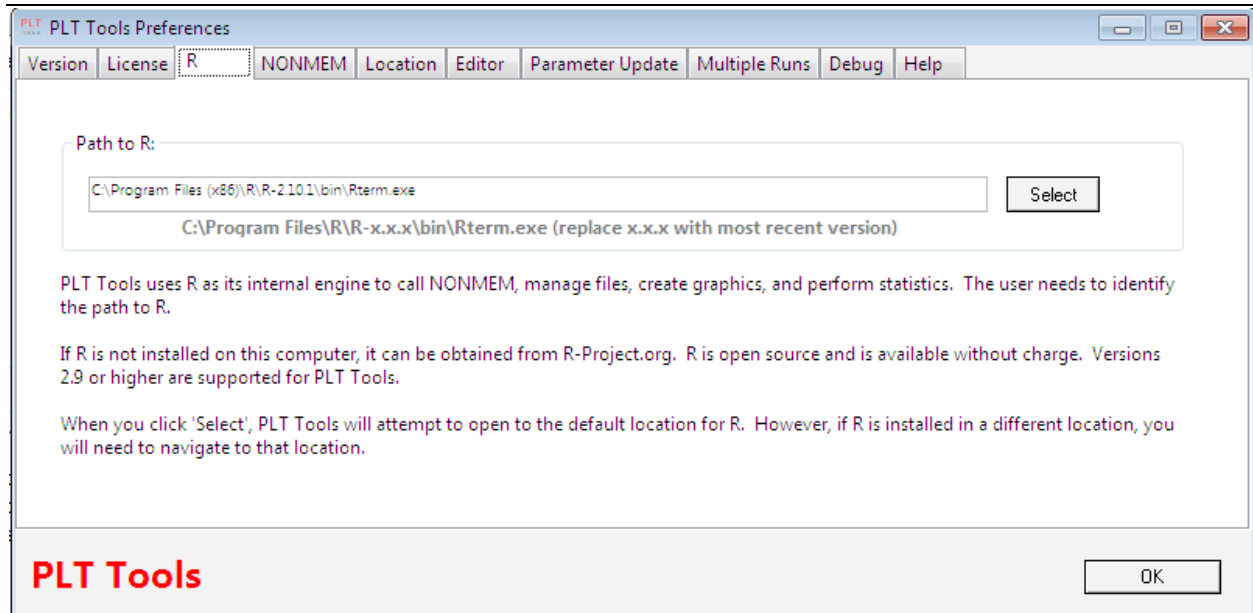 PLT TOOLS PLT Tools Preferences
Version License R NONMEM Location Editor Parameter Update Multiple Runs Debug Help
Path to R:
C:\Program Files (x86)\R\R-2.10.1\bin\Rterm.exe
Select
C:\Program Files\R\R-x.x.x\bin\Rterm.exe (replace x.x.x with most recent version)
PLT Tools uses R as its internal engine to call NONMEM, manage files, create graphics, and perform statistics. The user needs to identify
the path to R.
If R is not installed on this computer, it can be obtained from R-Project.org. R is open source and is available without charge. Versions
2.9 or higher are supported for PLT Tools.
When you click 'Select', PLT Tools will attempt to open to the default location for R. However, if R is installed in a different location, you
will need to navigate to that location.
PLT Tools
OK